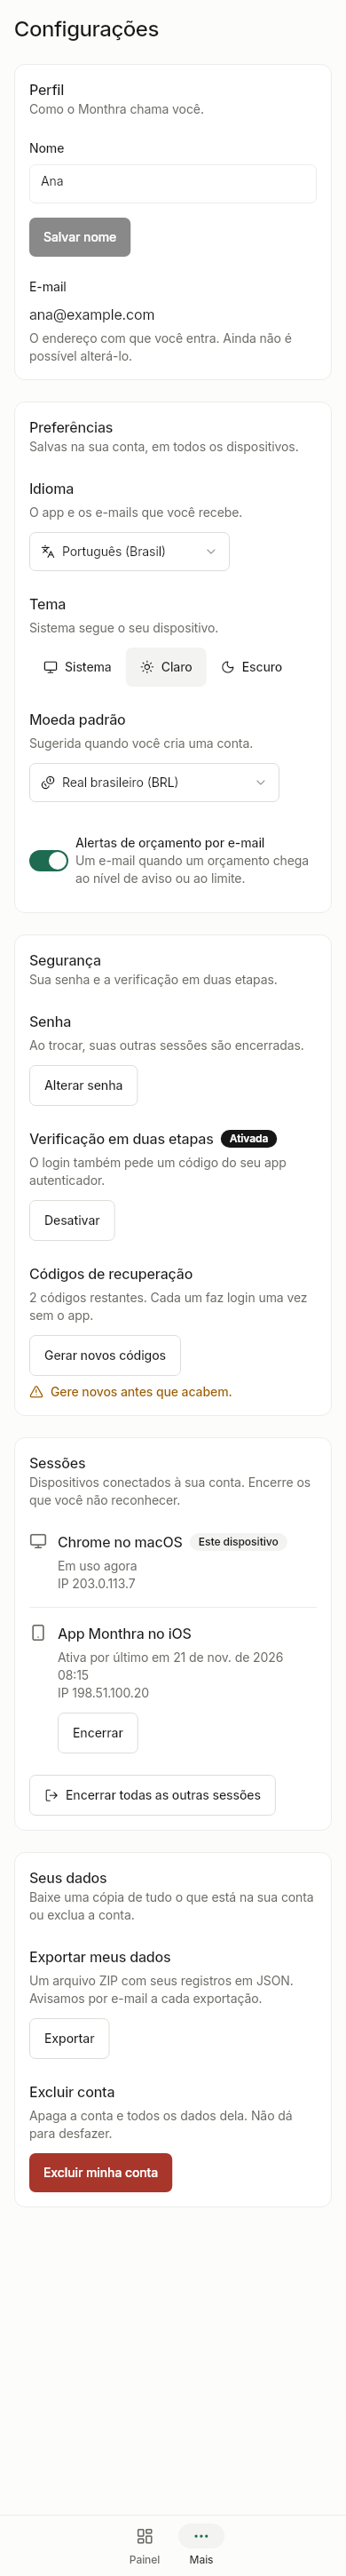 Configurações
Perfil
Como o Monthra chama você.
Nome
Ana
Salvar nome
E-mail
ana@example.com
O endereço com que você entra. Ainda não é
possível alterá-lo.
Preferências
Salvas na sua conta, em todos os dispositivos.
Idioma
O app e os e-mails que você recebe.
Português (Brasil)
Tema
Sistema segue o seu dispositivo.
Sistema Claro Escuro
Moeda padrão
Sugerida quando você cria uma conta.
Real brasileiro (BRL)
Alertas de orçamento por e-mail
Um e-mail quando um orçamento chega
ao nível de aviso ou ao limite.
Segurança
Sua senha e a verificação em duas etapas.
Senha
Ao trocar, suas outras sessões são encerradas.
Alterar senha
Verificação em duas etapas Ativada
O login também pede um código do seu app
autenticador.
Desativar
Códigos de recuperação
2 códigos restantes. Cada um faz login uma vez
sem o app.
Gerar novos códigos
Gere novos antes que acabem.
Sessões
Dispositivos conectados à sua conta. Encerre os
que você não reconhecer.
Chrome no macOS Este dispositivo
Em uso agora
IP 203.0.113.7
App Monthra no iOS
Ativa por último em 21 de nov. de 2026
08:15
IP 198.51.100.20
Encerrar
Encerrar todas as outras sessões
Seus dados
Baixe uma cópia de tudo o que está na sua conta
ou exclua a conta.
Exportar meus dados
Um arquivo ZIP com seus registros em JSON.
Avisamos por e-mail a cada exportação.
Exportar
Excluir conta
Apaga a conta e todos os dados dela. Não dá
para desfazer.
Excluir minha conta
Painel Mais